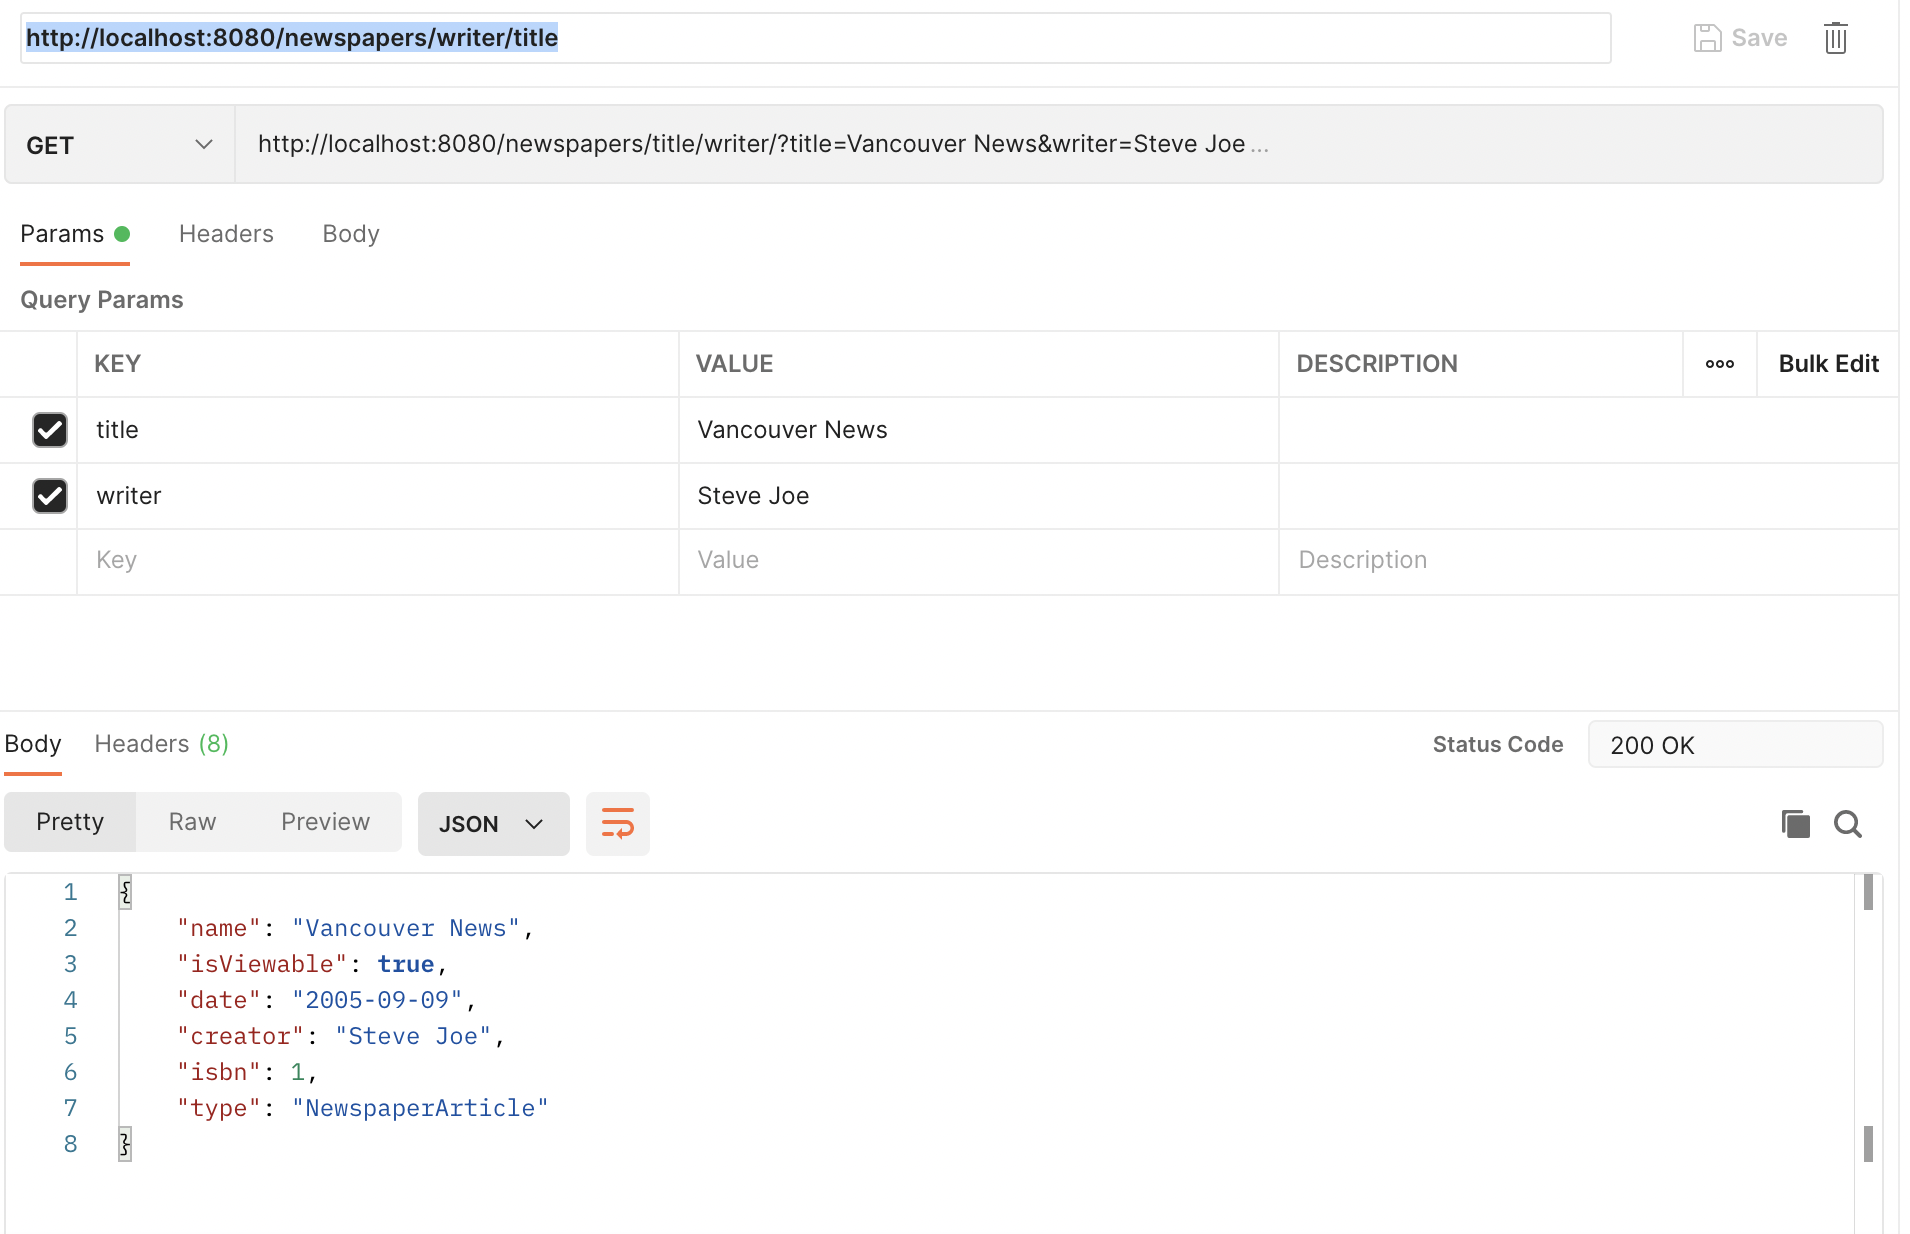 http://localhost:8080/newspapers/writer/title
Save
GET
http://localhost:8080/newspapers/title/writer/?title=Vancouver News&writer=Steve Joe ...
Params
Headers
Body
Query Params
KEY
VALUE
DESCRIPTION
Bulk Edit
title
Vancouver News
writer
Steve Joe
Key
Value
Description
Body
Headers (8)
Status Code
200 OK
Pretty
Raw
Preview
JSON
1 {
2 "name": "Vancouver News",
3 "isViewable": true,
4 "date": "2005-09-09",
5 "creator": "Steve Joe",
6 "isbn": 1,
7 "type": "NewspaperArticle"
8 }